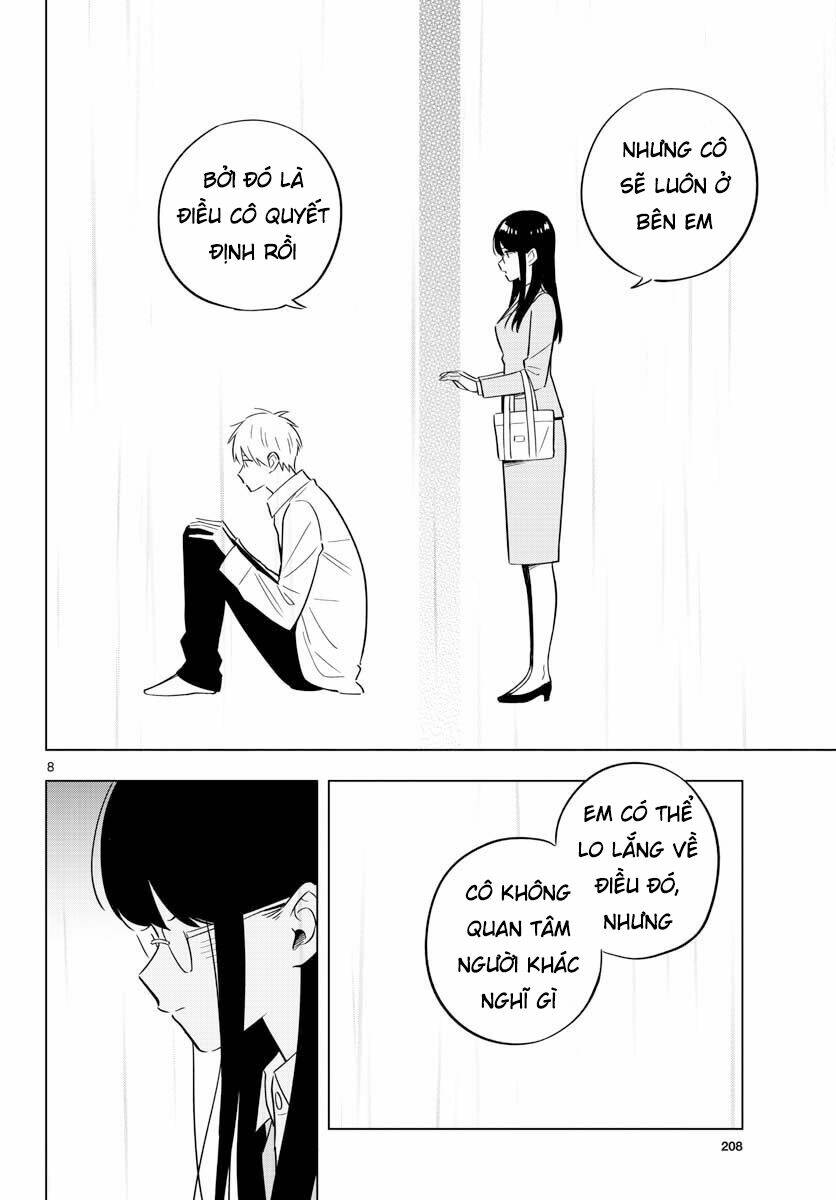 NHƯNG CÔ
SẼ LUÔN Ở
BÊN EM
BỞI ĐÓ LÀ
ĐIỀU CÔ QUYẾT
ĐỊNH RỒI
8
EM CÓ THỂ
LO LẮNG VỀ
ĐIỀU ĐÓ,
NHƯNG
CÔ KHÔNG
QUAN TÂM
NGƯỜI KHÁC
NGHĨ GÌ
208